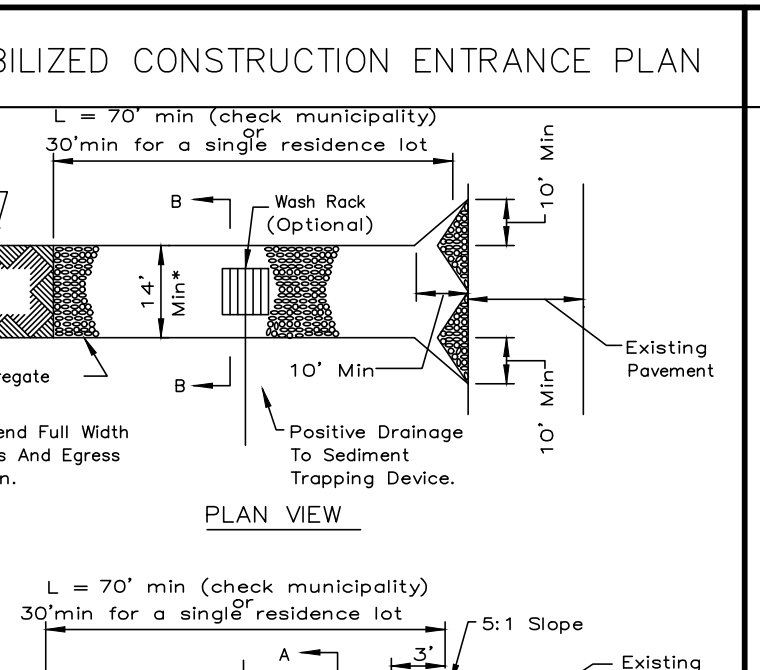 BILIZED CONSTRUCTION ENTRANCE PLAN
L = 70' min (check municipality)
or
30'min for a single residence lot
10' Min
B
Wash Rack
(Optional)
14'
Min*
Existing
Pavement
10' Min
regate
B
10' Min
end Full Width
s And Egress
n.
Positive Drainage
To Sediment
Trapping Device.
PLAN VIEW
L = 70' min (check municipality)
or
30'min for a single residence lot
5:1 Slope
A
3'
Existing